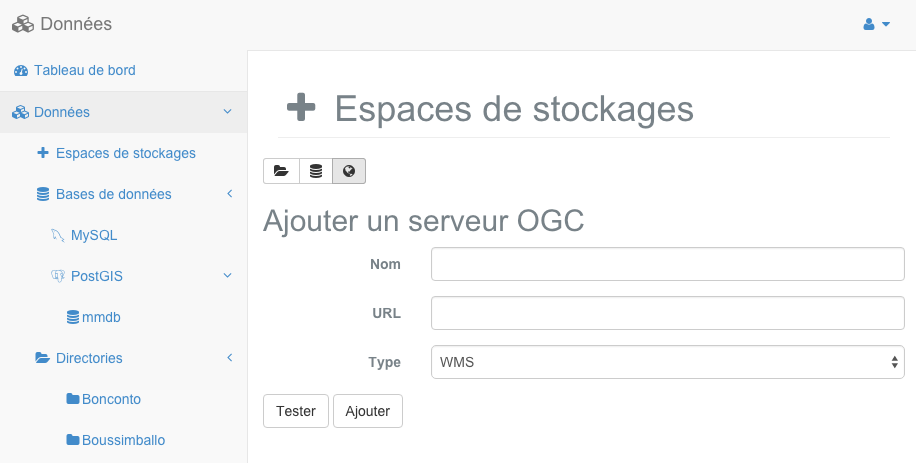 Données
Tableau de bord
Données
Espaces de stockages
Bases de données
MySQL
PostGIS
mmdb
Directories
Bonconto
Boussimballo
Espaces de stockages
Ajouter un serveur OGC
Nom
URL
Type
WMS
Tester
Ajouter